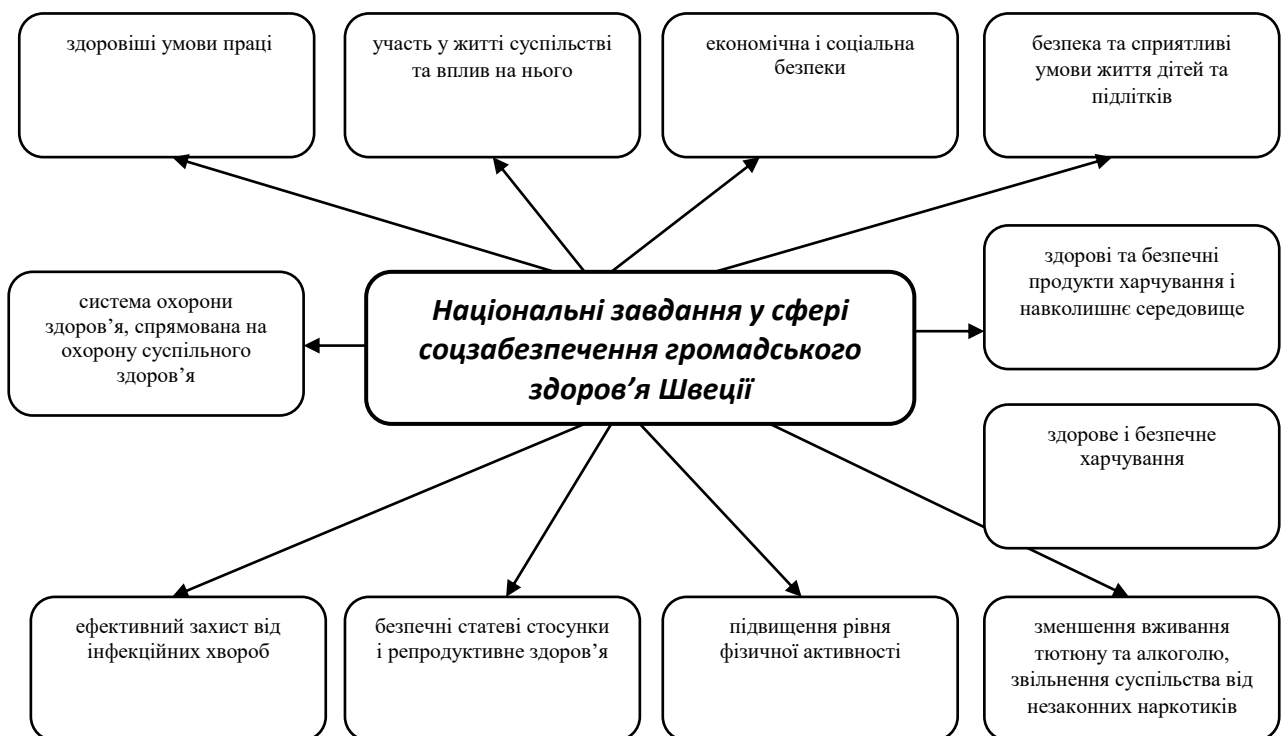 здоровіші умови праці
участь у житті суспільстві
та вплив на нього
економічна і соціальна
безпеки
безпека та сприятливі
умови життя дітей та
підлітків
система охорони
здоров’я, спрямована на
охорону суспільного
здоров’я
Національні завдання у сфері
соцзабезпечення громадського
здоров’я Швеції
здорові та безпечні
продукти харчування і
навколишнє середовище
здорове і безпечне
харчування
ефективний захист від
інфекційних хвороб
безпечні статеві стосунки
і репродуктивне здоров’я
підвищення рівня
фізичної активності
зменшення вживання
тютюну та алкоголю,
звільнення суспільства від
незаконних наркотиків